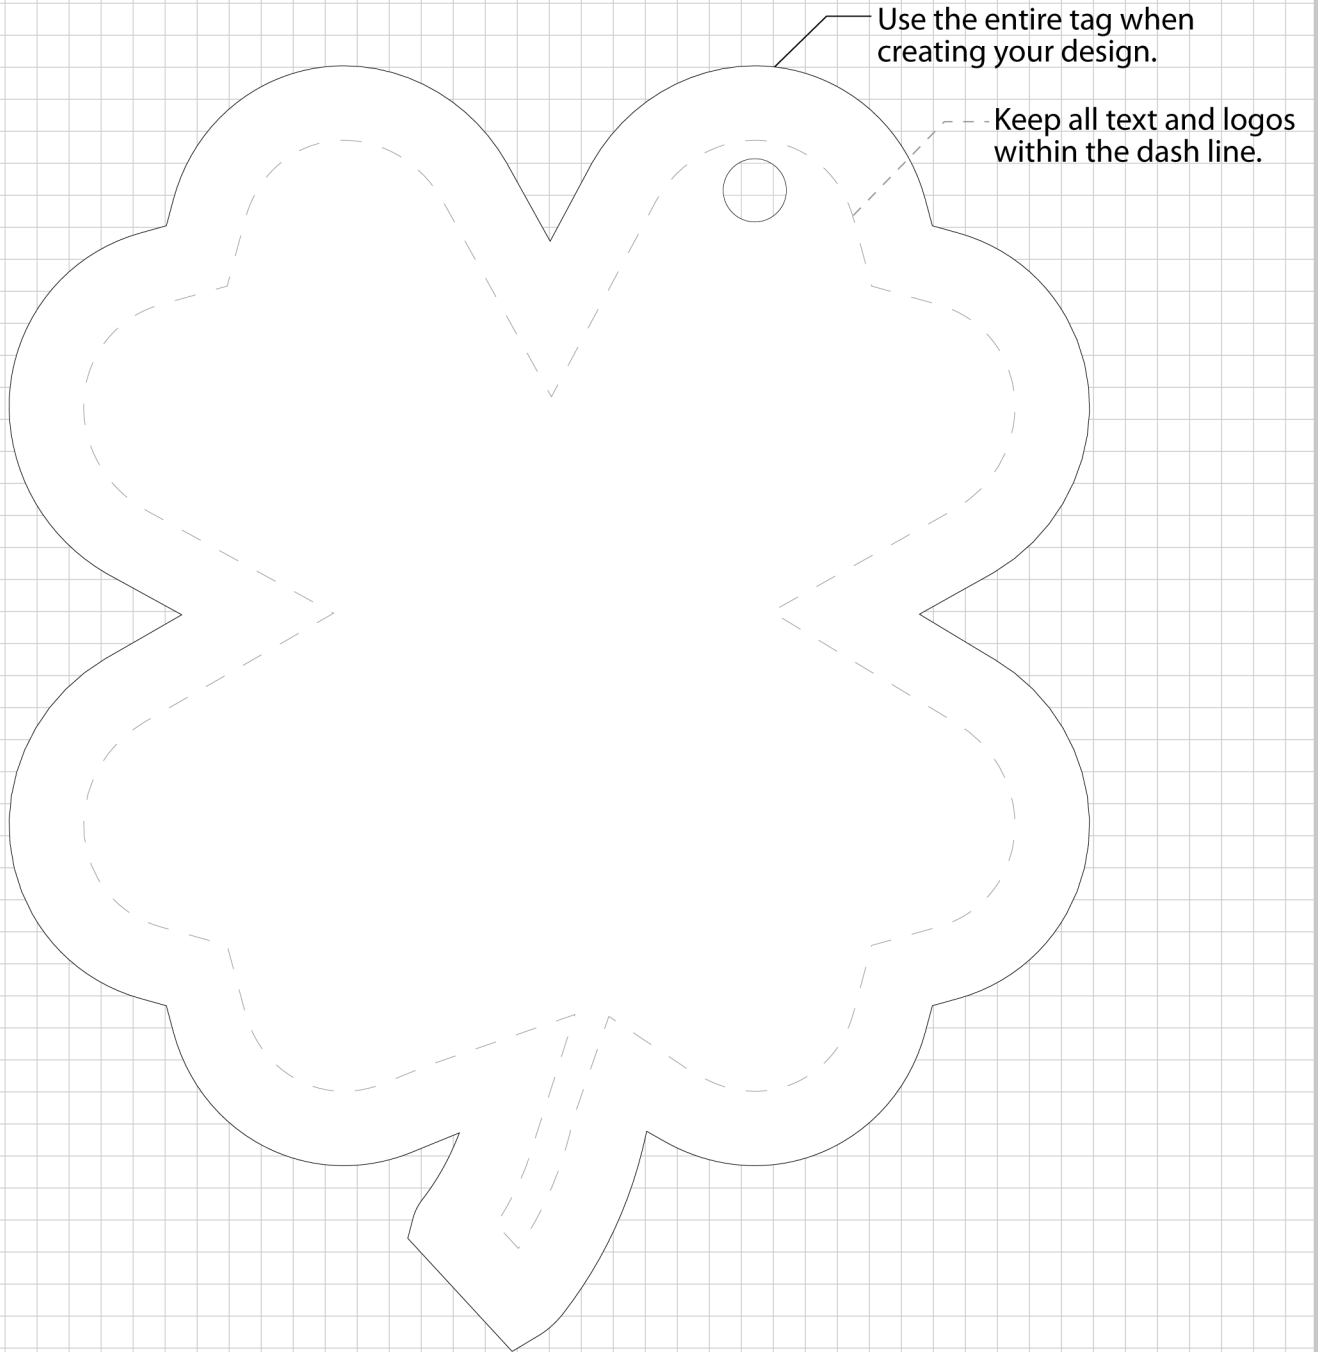 Use the entire tag when
creating your design.
Keep all text and logos
within the dash line.